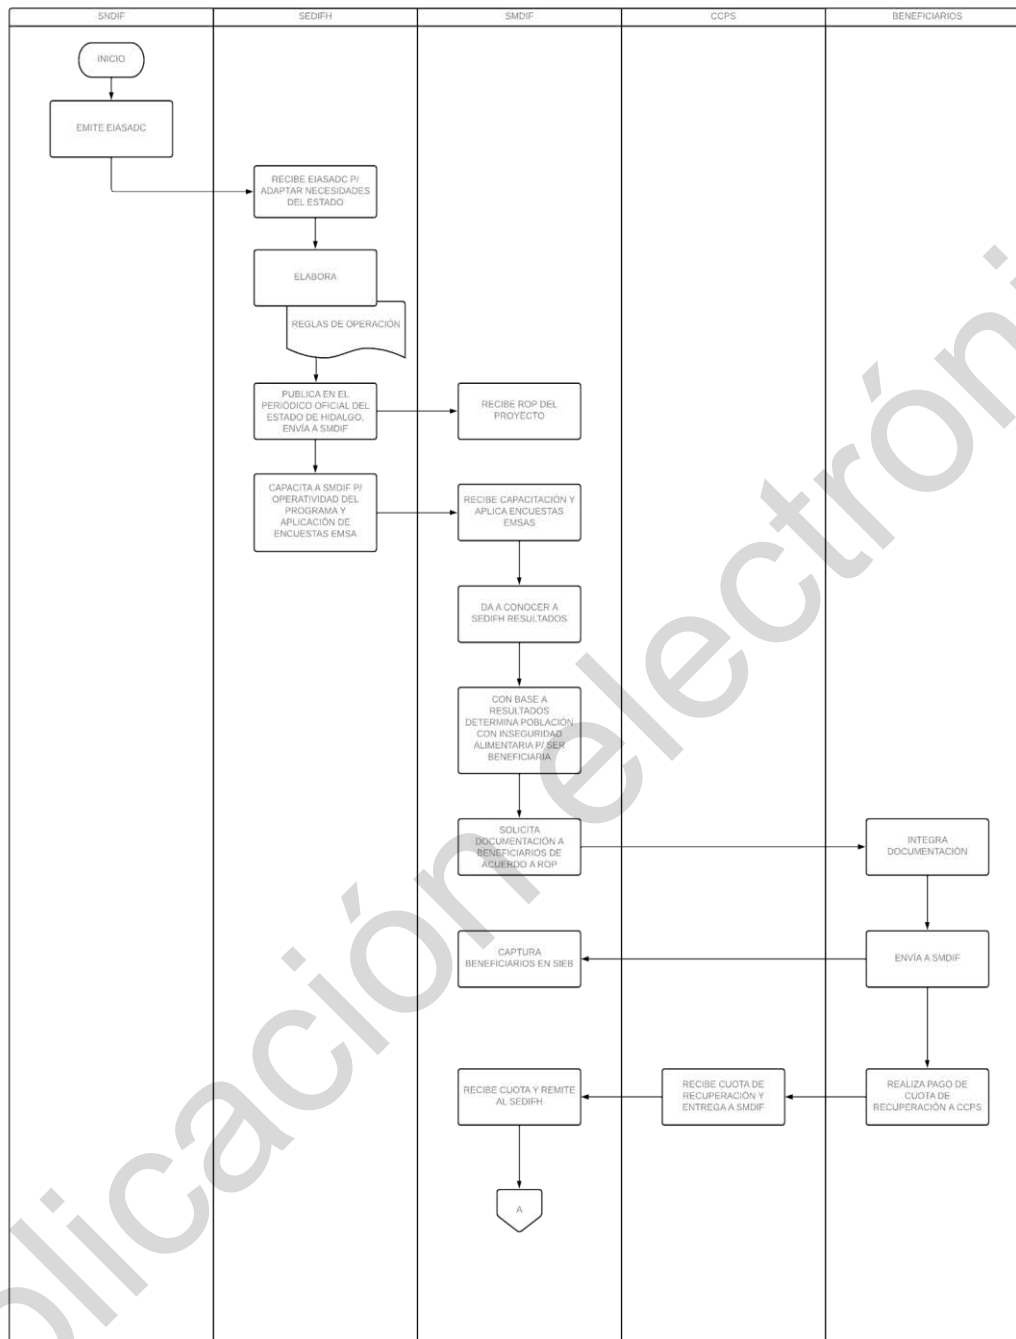 SNDIF
SEDIFH
SMDIF
CCPS
BENEFICIARIOS
INICIO
EMITE EIASADC
RECIBE EIASADC P/
ADAPTAR NECESIDADES
DEL ESTADO
ELABORA
REGLAS DE OPERACIÓN
PUBLICA EN EL
PERIÓDICO OFICIAL DEL
ESTADO DE HIDALGO,
ENVÍA A SMDIF
RECIBE ROP DEL
PROYECTO
CAPACITA A SMDIF P/
OPERATIVIDAD DEL
PROGRAMA Y
APLICACIÓN DE
ENCUESTAS EMSA
RECIBE CAPACITACIÓN Y
APLICA ENCUESTAS
EMSAS
DA A CONOCER A
SEDIFH RESULTADOS
CON BASE A
RESULTADOS
DETERMINA POBLACIÓN
CON INSEGURIDAD
ALIMENTARIA P/ SER
BENEFICIARIA
SOLICITA
DOCUMENTACIÓN A
BENEFICIARIOS DE
ACUERDO A ROP
INTEGRA
DOCUMENTACIÓN
CAPTURA
BENEFICIARIOS EN SIEB
ENVÍA A SMDIF
RECIBE CUOTA Y REMITE
AL SEDIFH
RECIBE CUOTA DE
RECUPERACIÓN Y
ENTREGA A SMDIF
REALIZA PAGO DE
CUOTA DE
RECUPERACIÓN A CCPS
A
plicación electróni